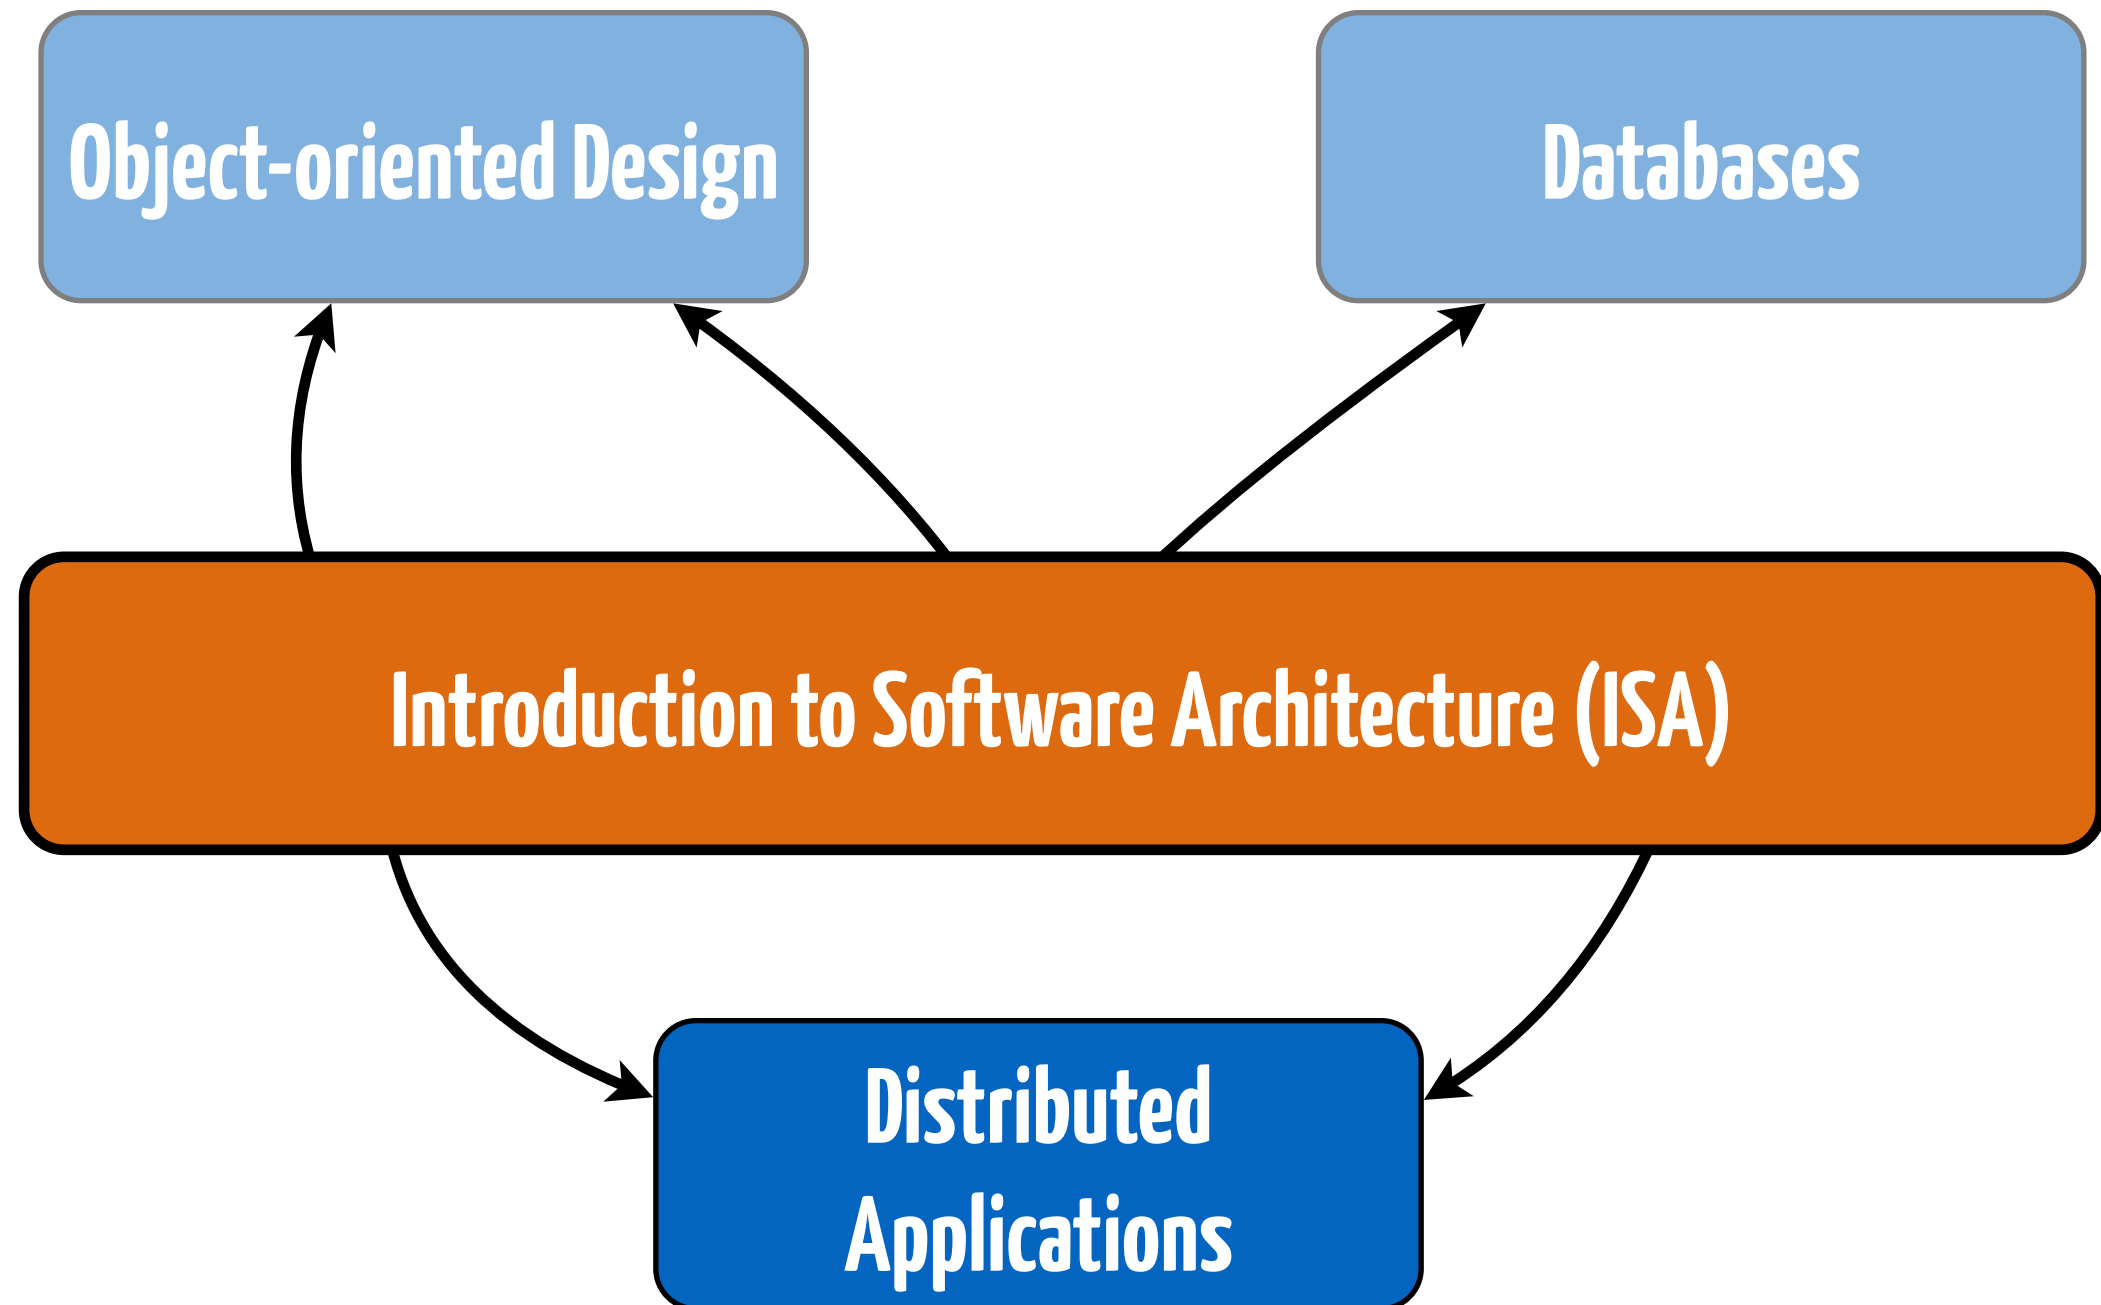 Object-oriented Design
Databases
Introduction to Software Architecture (ISA)
Distributed
Applications